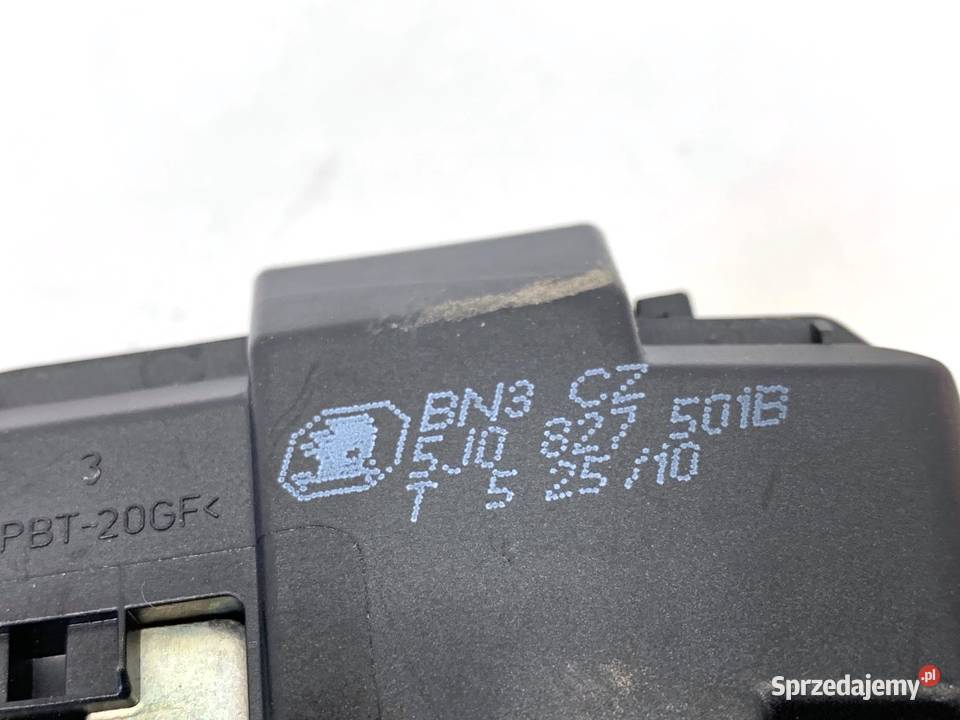 BN3 CZ
5J0 827 501B
T 5 25/10
3
PBT-20GF<
Sprzedajemy.pl